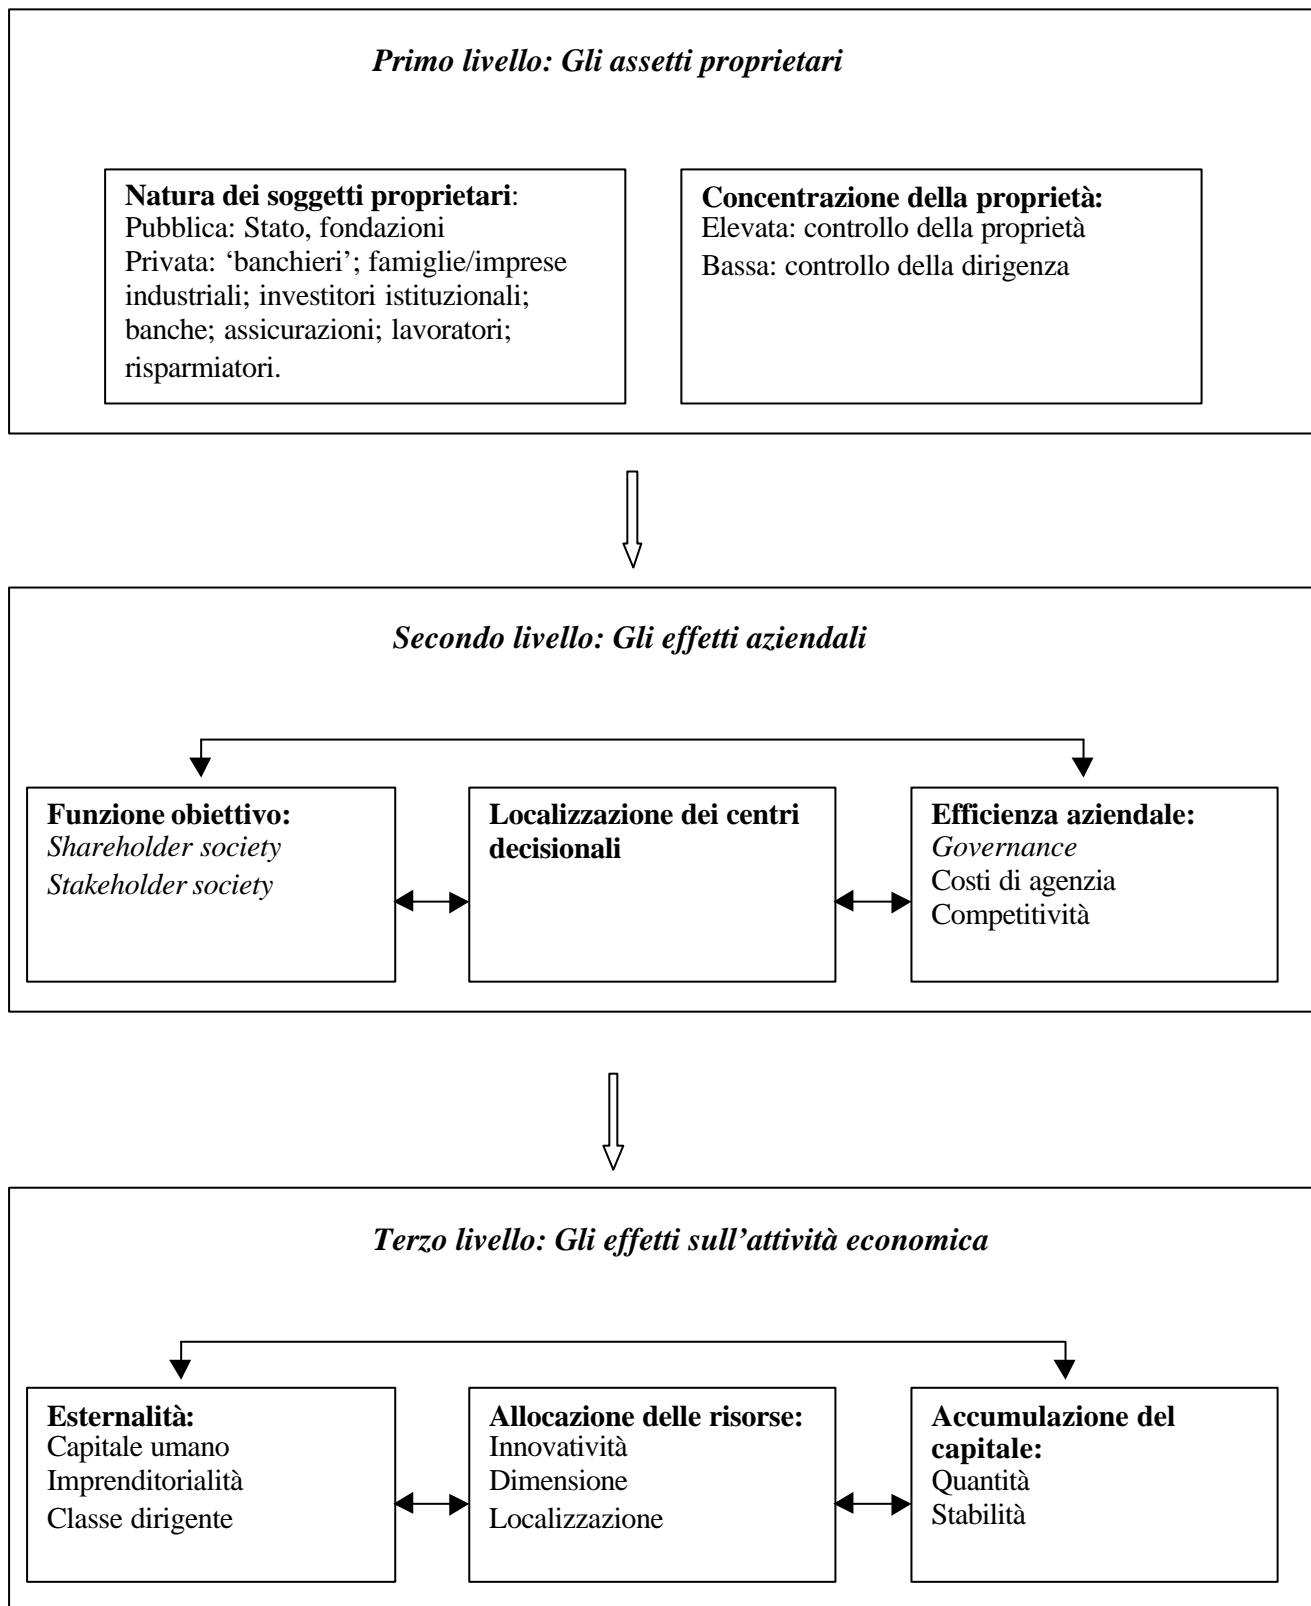 Primo livello: Gli assetti proprietari
Natura dei soggetti proprietari:
Pubblica: Stato, fondazioni
Privata: ‘banchieri’; famiglie/imprese
industriali; investitori istituzionali;
banche; assicurazioni; lavoratori;
risparmiatori.
Concentrazione della proprietà:
Elevata: controllo della proprietà
Bassa: controllo della dirigenza
Secondo livello: Gli effetti aziendali
Funzione obiettivo:
Shareholder society
Stakeholder society
Localizzazione dei centri
decisionali
Efficienza aziendale:
Governance
Costi di agenzia
Competitività
Terzo livello: Gli effetti sull’attività economica
Esternalità:
Capitale umano
Imprenditorialità
Classe dirigente
Allocazione delle risorse:
Innovatività
Dimensione
Localizzazione
Accumulazione del
capitale:
Quantità
Stabilità